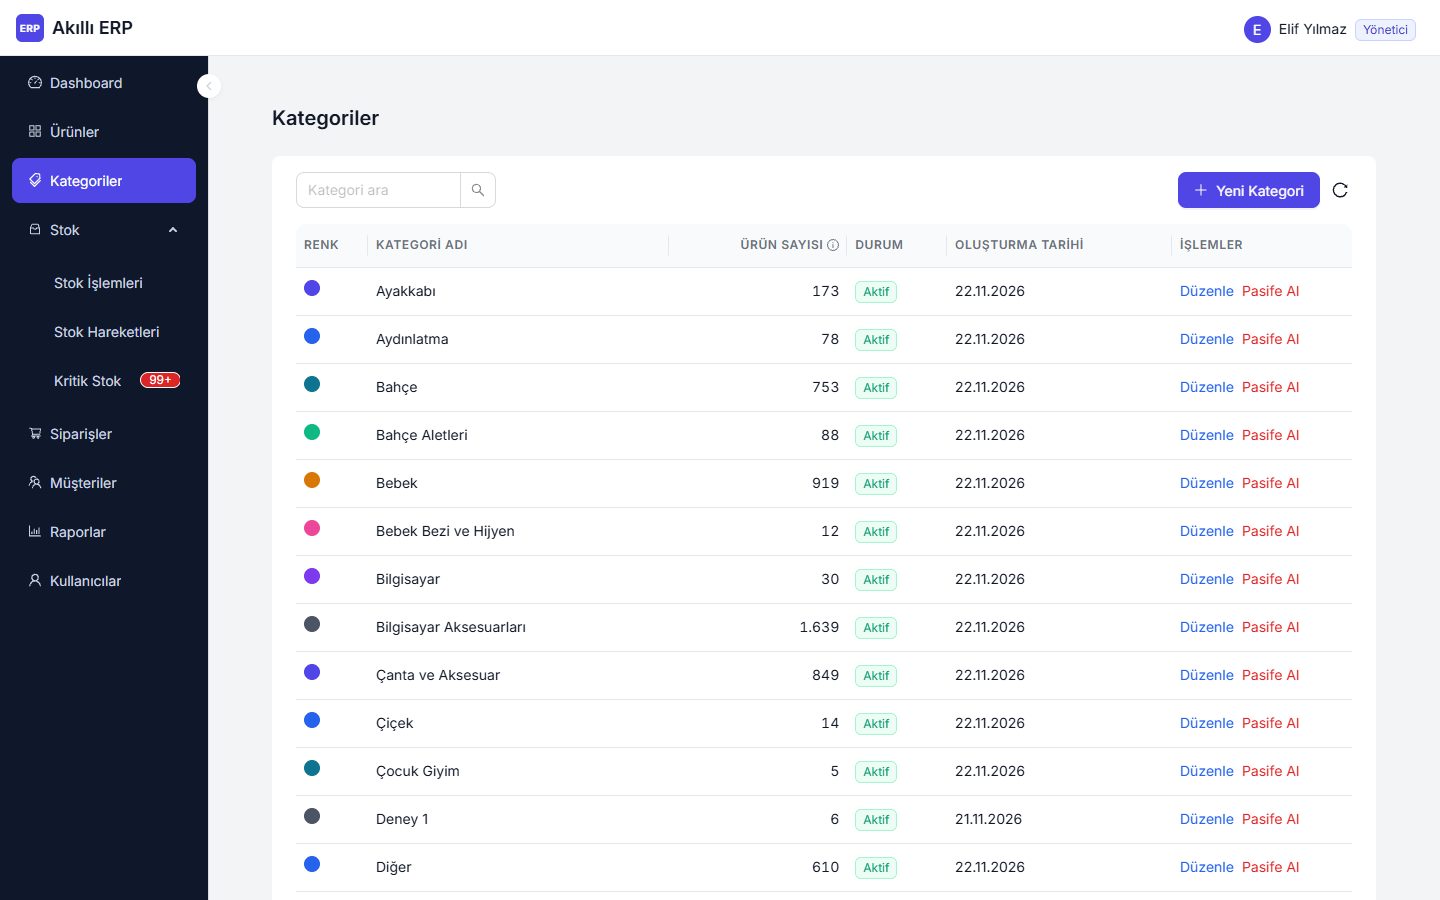 ERP Akıllı ERP
E Elif Yılmaz Yönetici
Dashboard
Ürünler
Kategoriler
Stok
Stok İşlemleri
Stok Hareketleri
Kritik Stok 99+
Siparişler
Müşteriler
Raporlar
Kullanıcılar
Kategoriler
Kategori ara
Yeni Kategori
RENK KATEGORİ ADI ÜRÜN SAYISI DURUM OLUŞTURMA TARİHİ İŞLEMLER
Ayakkabı 173 Aktif 22.11.2026 Düzenle Pasife Al
Aydınlatma 78 Aktif 22.11.2026 Düzenle Pasife Al
Bahçe 753 Aktif 22.11.2026 Düzenle Pasife Al
Bahçe Aletleri 88 Aktif 22.11.2026 Düzenle Pasife Al
Bebek 919 Aktif 22.11.2026 Düzenle Pasife Al
Bebek Bezi ve Hijyen 12 Aktif 22.11.2026 Düzenle Pasife Al
Bilgisayar 30 Aktif 22.11.2026 Düzenle Pasife Al
Bilgisayar Aksesuarları 1.639 Aktif 22.11.2026 Düzenle Pasife Al
Çanta ve Aksesuar 849 Aktif 22.11.2026 Düzenle Pasife Al
Çiçek 14 Aktif 22.11.2026 Düzenle Pasife Al
Çocuk Giyim 5 Aktif 22.11.2026 Düzenle Pasife Al
Deney 1 6 Aktif 21.11.2026 Düzenle Pasife Al
Diğer 610 Aktif 22.11.2026 Düzenle Pasife Al